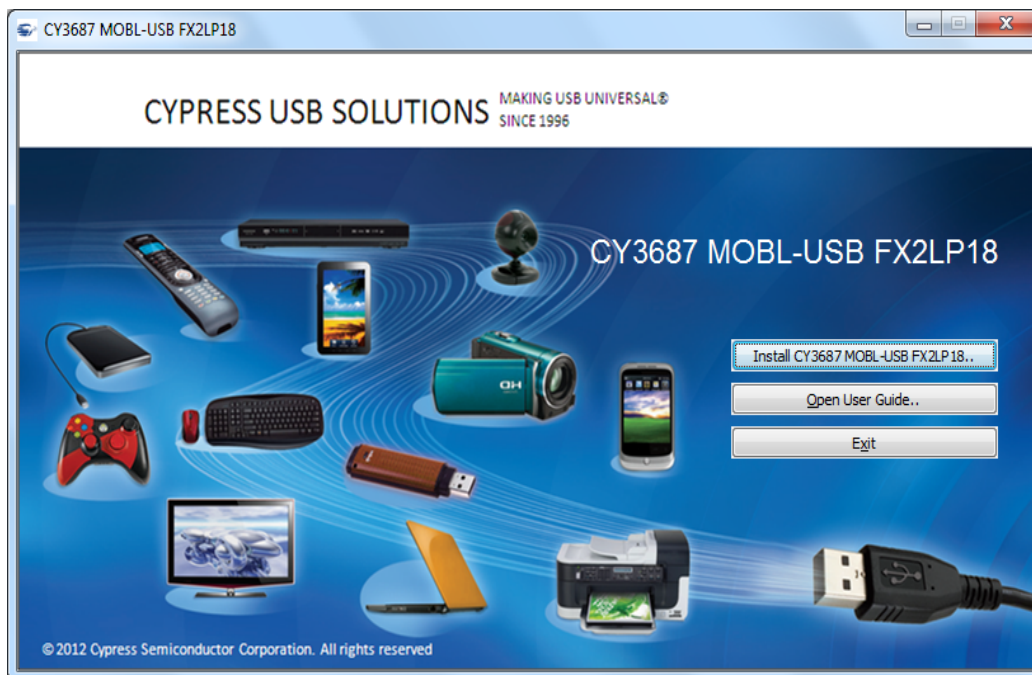 CY3687 MOBL-USB FX2LP18
CYPRESS USB SOLUTIONS
MAKING USB UNIVERSAL®
SINCE 1996
CY3687 MOBL-USB FX2LP18
HD
Install CY3687 MOBL-USB FX2LP18..
Open User Guide..
Exit
© 2012 Cypress Semiconductor Corporation. All rights reserved